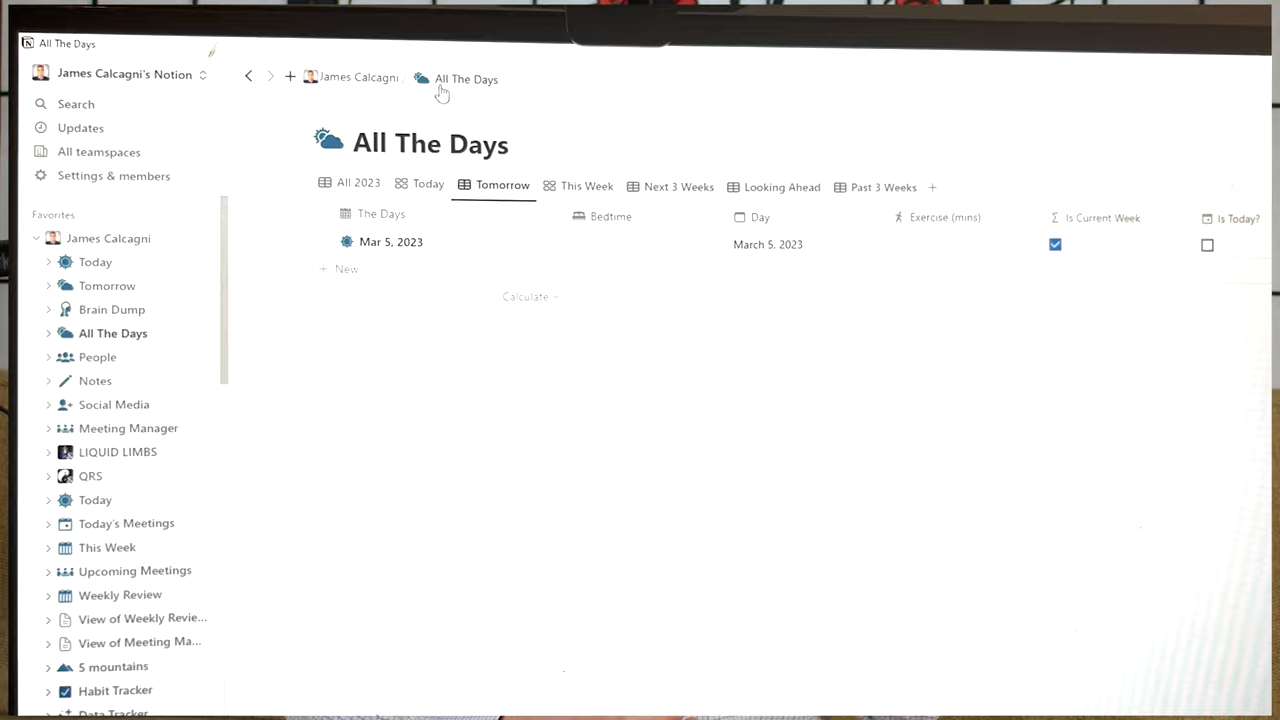 All The Days
James Calcagni's Notion
James Calcagni / All The Days
Search
Updates
All teamspaces
Settings & members
Favorites
James Calcagni
Today
Tomorrow
Brain Dump
All The Days
People
Notes
Social Media
Meeting Manager
LIQUID LIMBS
QRS
Today
Today's Meetings
This Week
Upcoming Meetings
Weekly Review
View of Weekly Revie...
View of Meeting Ma...
5 mountains
Habit Tracker
Data Tracker
All The Days
All 2023 Today Tomorrow This Week Next 3 Weeks Looking Ahead Past 3 Weeks +
The Days Bedtime Day Exercise (mins) Is Current Week Is Today?
Mar 5, 2023 March 5, 2023
+ New
Calculate